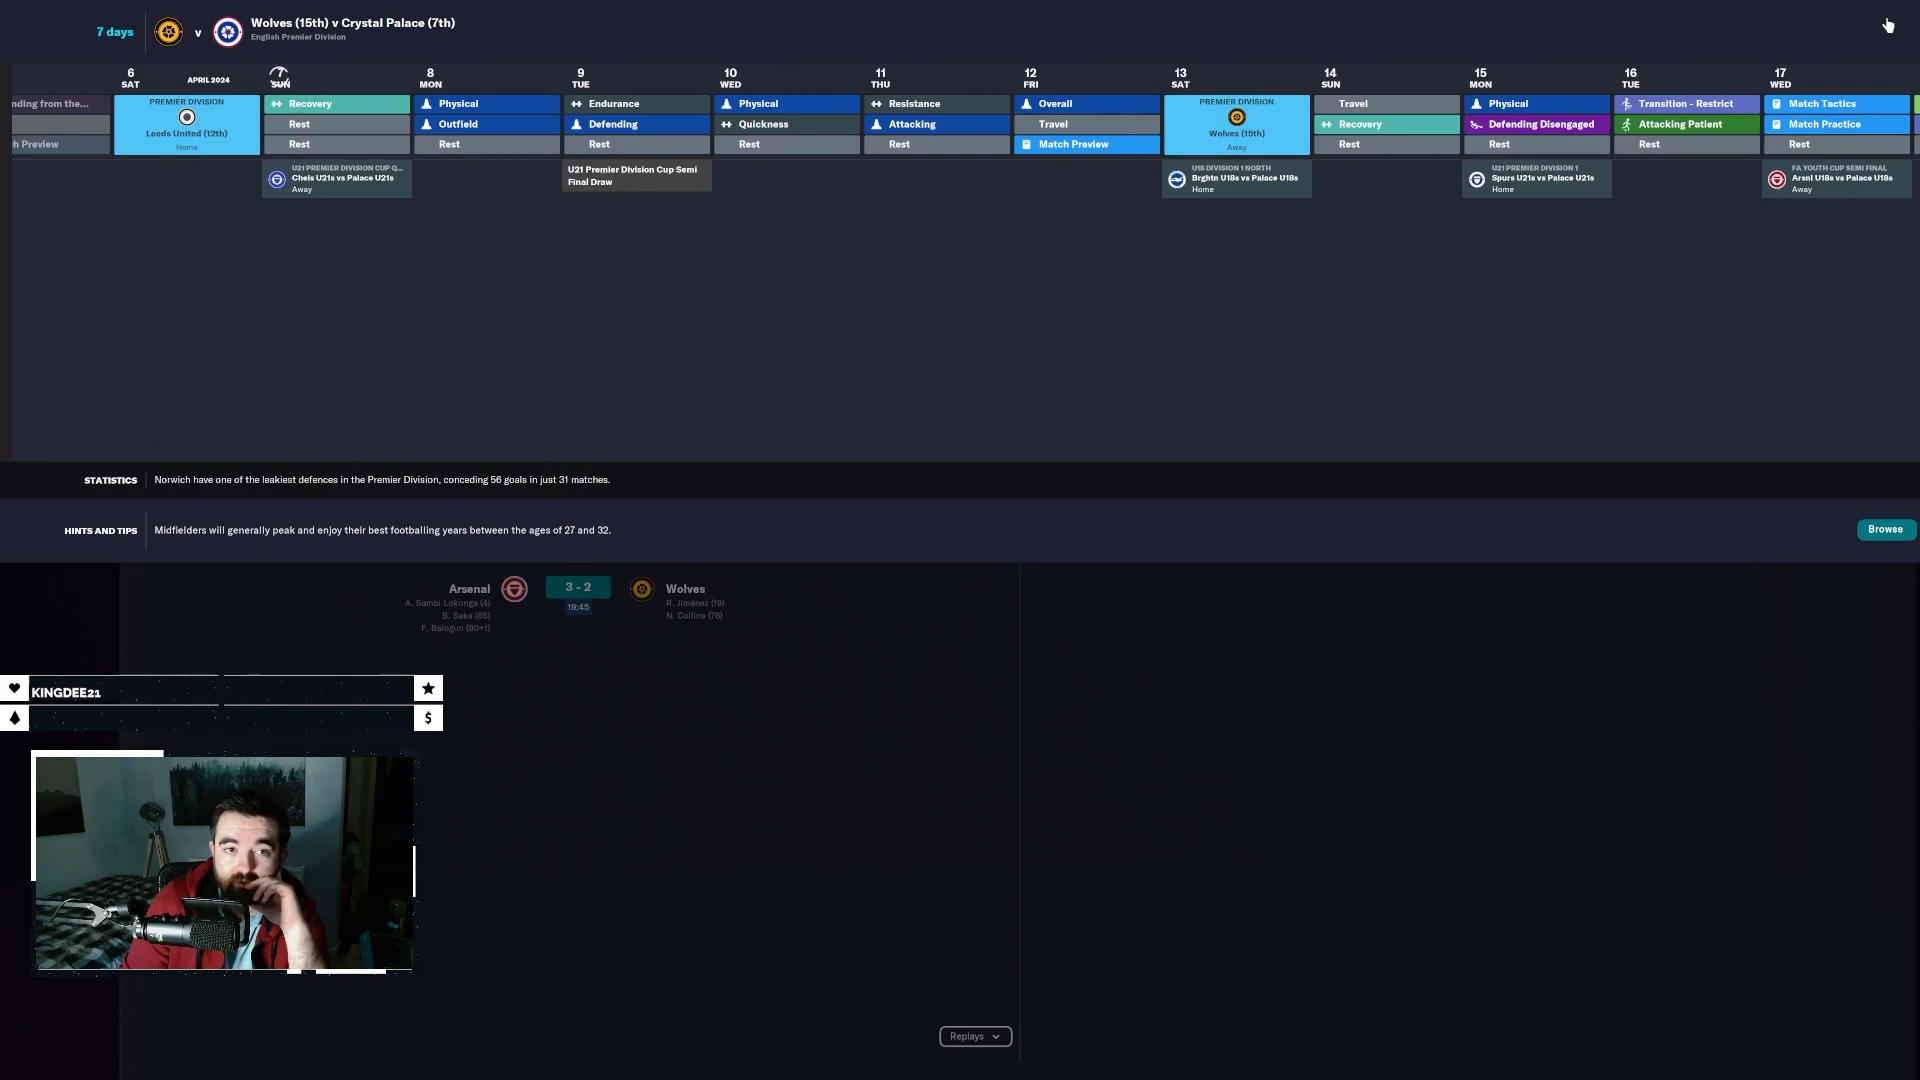 7 days
v
Wolves (15th) v Crystal Palace (7th)
English Premier Division
6 SAT
APRIL 2024
7 SUN
8 MON
9 TUE
10 WED
11 THU
12 FRI
13 SAT
14 SUN
15 MON
16 TUE
17 WED
nding from the...
h Preview
PREMIER DIVISION
Leeds United (12th)
Home
Recovery
Rest
Rest
Physical
Outfield
Rest
Endurance
Defending
Rest
Physical
Quickness
Rest
Resistance
Attacking
Rest
Overall
Travel
Match Preview
PREMIER DIVISION
Wolves (15th)
Away
Travel
Recovery
Rest
Physical
Defending Disengaged
Rest
Transition - Restrict
Attacking Patient
Rest
Match Tactics
Match Practice
Rest
U21 PREMIER DIVISION CUP Q...
Chels U21s vs Palace U21s
Away
U21 Premier Division Cup Semi
Final Draw
U18 DIVISION 1 NORTH
Brghtn U18s vs Palace U18s
Home
U21 PREMIER DIVISION 1
Spurs U21s vs Palace U21s
Home
FA YOUTH CUP SEMI FINAL
Arsnl U18s vs Palace U18s
Away
STATISTICS
Norwich have one of the leakiest defences in the Premier Division, conceding 56 goals in just 31 matches.
HINTS AND TIPS
Midfielders will generally peak and enjoy their best footballing years between the ages of 27 and 32.
Browse
Arsenal
3 - 2
Wolves
19:45
A. Sambi Lokonga (4)
B. Saka (65)
F. Balogun (90+1)
R. Jiménez (19)
N. Collins (78)
KINGDEE21
$
Replays